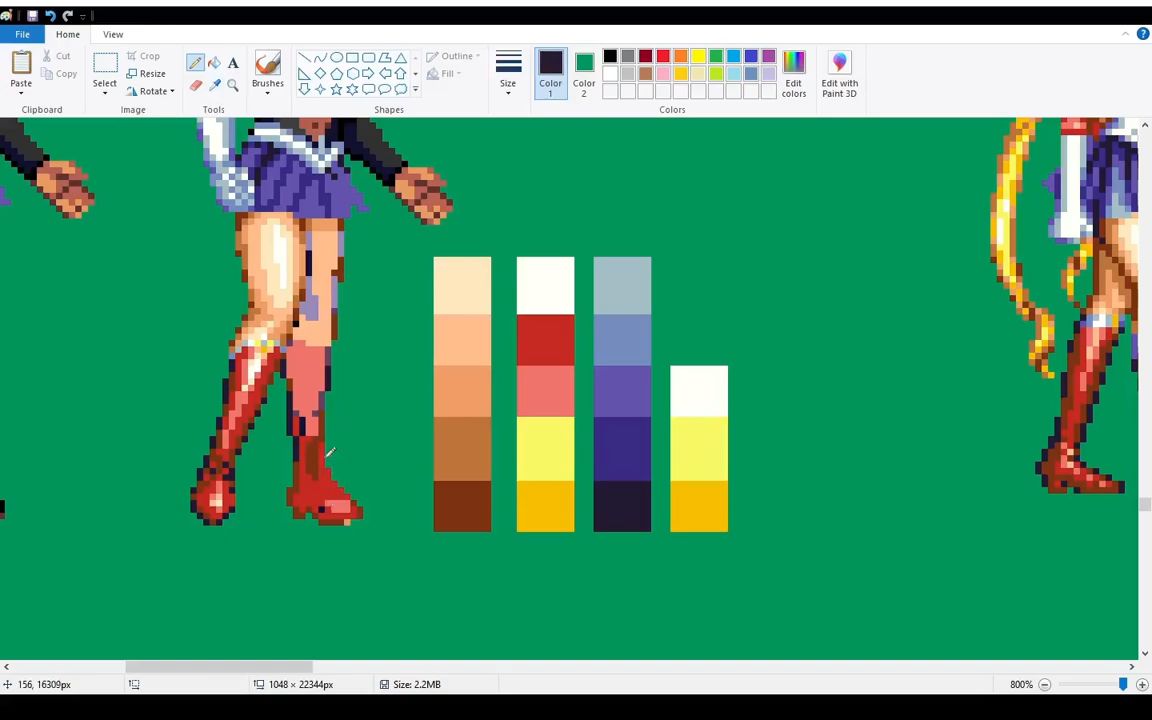 File Home View
Paste
Cut
Copy
Clipboard
Select
Crop
Resize
Rotate
Image
A
Tools
Brushes
Outline
Fill
Shapes
Size
Color
1
Color
2
Colors
Edit
colors
Edit with
Paint 3D
156, 16309px
1048 × 22344px
Size: 2.2MB
800%